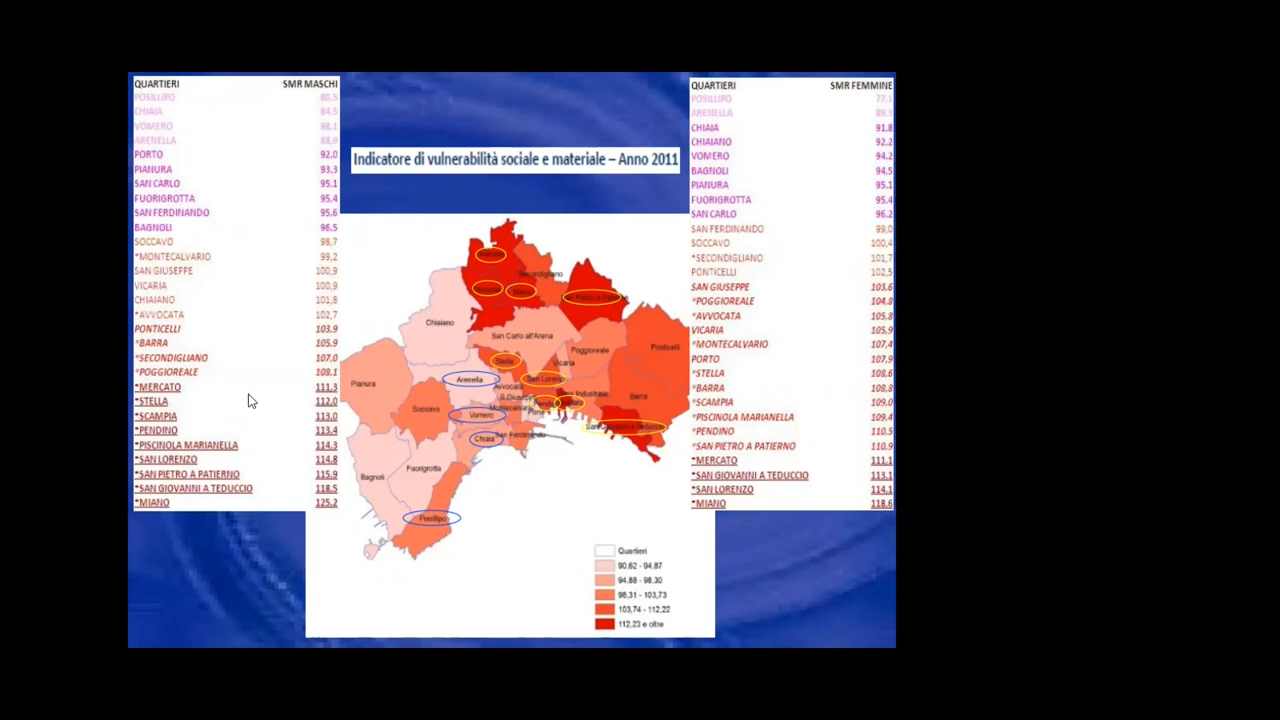 QUARTIERI SMR MASCHI
POSILLIPO 80,5
CHIAIA 84,5
VOMERO 88,1
ARENELLA 88,9
PORTO 92,0
PIANURA 93,3
SAN CARLO 95,1
FUORIGROTTA 95,4
SAN FERDINANDO 95,6
BAGNOLI 96,5
SOCCAVO 98,7
*MONTECALVARIO 99,2
SAN GIUSEPPE 100,9
VICARIA 100,9
CHIAIANO 101,8
*AVVOCATA 102,7
PONTICELLI 103,9
*BARRA 105,9
*SECONDIGLIANO 107,0
*POGGIOREALE 108,1
*MERCATO 111,3
*STELLA 112,0
*SCAMPIA 113,0
*PENDINO 113,4
*PISCINOLA MARIANELLA 114,3
*SAN LORENZO 114,8
*SAN PIETRO A PATIERNO 115,9
*SAN GIOVANNI A TEDUCCIO 118,5
*MIANO 125,2
Indicatore di vulnerabilità sociale e materiale – Anno 2011
Secondigliano
Chiaiano
San Carlo all'Arena
Poggioreale
Ponticelli
Stella
Vicaria
Pianura
Arenella
San Lorenzo
Avvocata
Barra
Soccavo
Vomero
Chiaia
San Ferdinando
Fuorigrotta
Bagnoli
Posillipo
Quartieri
90,62 - 94,87
94,88 - 98,30
98,31 - 103,73
103,74 - 112,22
112,23 e oltre
QUARTIERI SMR FEMMINE
POSILLIPO 77,1
ARENELLA
CHIAIA 91,8
CHIAIANO 92,2
VOMERO 94,2
BAGNOLI 94,5
PIANURA 95,1
FUORIGROTTA 95,4
SAN CARLO 96,2
SAN FERDINANDO 99,0
SOCCAVO 100,4
*SECONDIGLIANO 101,7
PONTICELLI 102,5
SAN GIUSEPPE 103,6
*POGGIOREALE 104,8
*AVVOCATA 105,8
VICARIA 105,9
*MONTECALVARIO 107,4
PORTO 107,9
*STELLA 108,6
*BARRA 108,8
*SCAMPIA 109,0
*PISCINOLA MARIANELLA 109,4
*PENDINO 110,5
*SAN PIETRO A PATIERNO 110,9
*MERCATO 111,1
*SAN GIOVANNI A TEDUCCIO 113,1
*SAN LORENZO 114,1
*MIANO 118,6